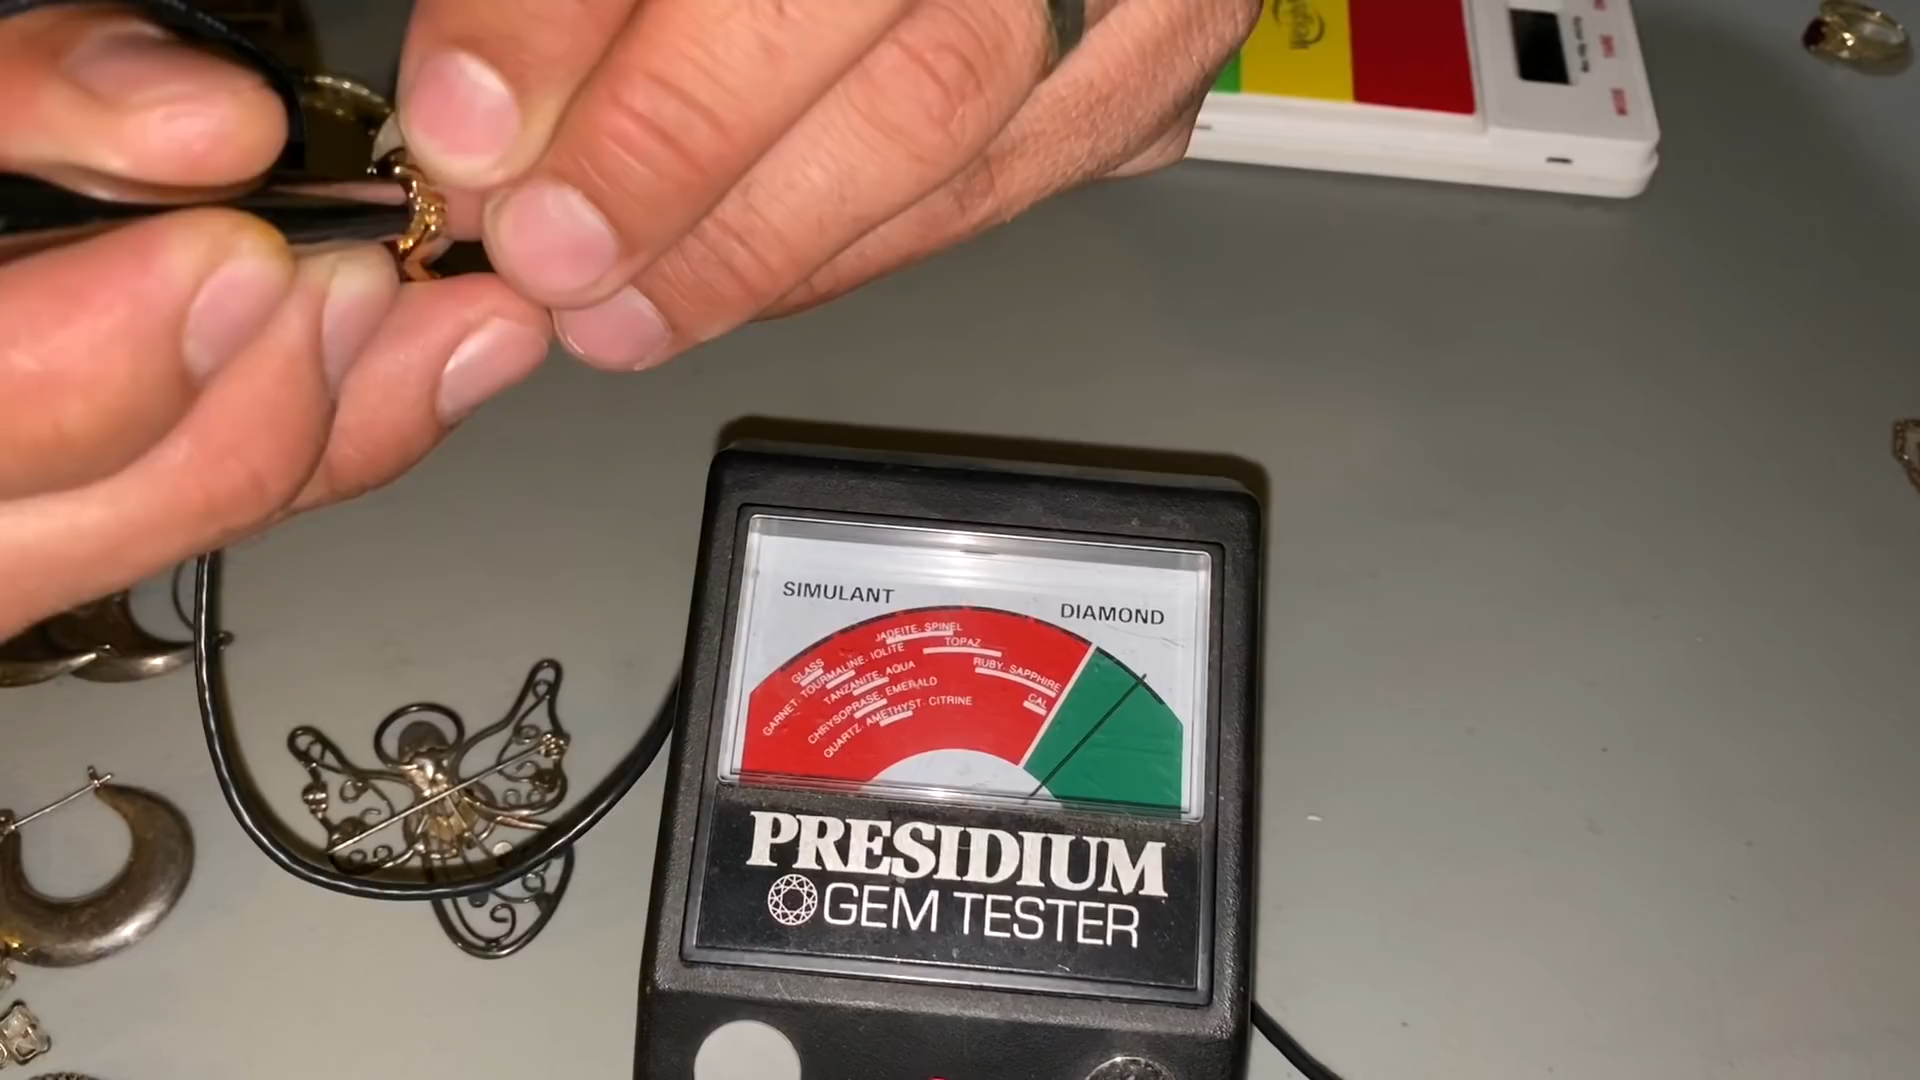 SIMULANT
DIAMOND
JADEITE· SPINEL
TOPAZ
GLASS
GARNET· TOURMALINE· IOLITE
RUBY· SAPPHIRE
TANZANITE· AQUA
CAL
CHRYSOPRASE· EMERALD
QUARTZ· AMETHYST· CITRINE
PRESIDIUM
GEM TESTER